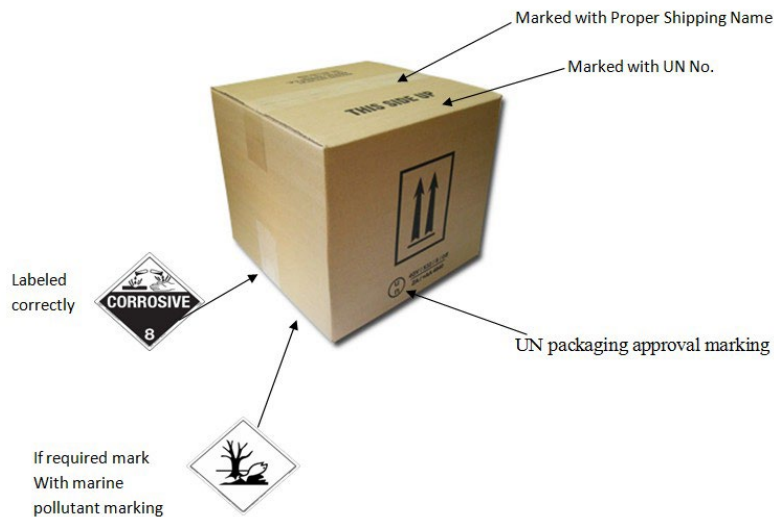 Marked with Proper Shipping Name
Marked with UN No.
THIS SIDE UP
Labeled
correctly
CORROSIVE
8
UN packaging approval marking
If required mark
With marine
pollutant marking